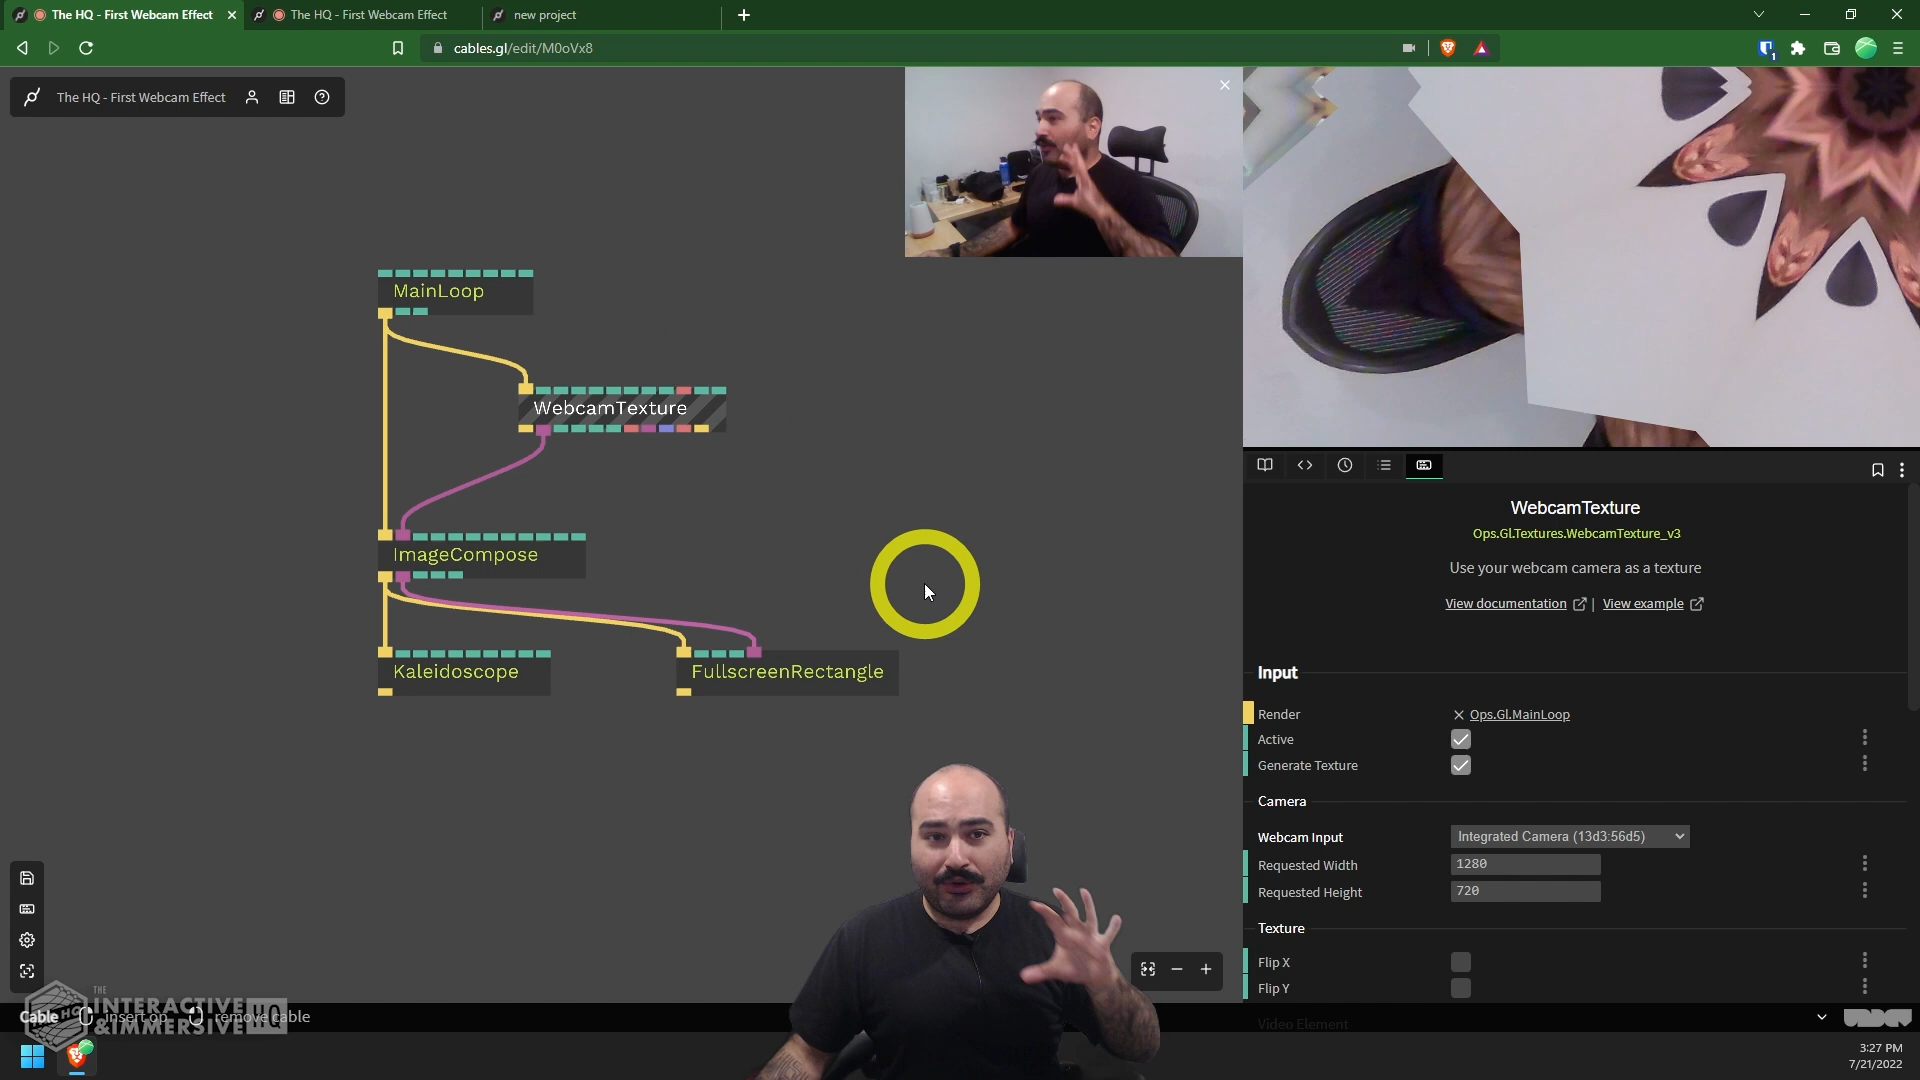 The HQ - First Webcam Effect
The HQ - First Webcam Effect
new project
cables.gl/edit/M0oVx8
1
The HQ - First Webcam Effect
MainLoop
WebcamTexture
ImageCompose
Kaleidoscope
FullscreenRectangle
WebcamTexture
Ops.Gl.Textures.WebcamTexture_v3
Use your webcam camera as a texture
View documentation | View example
Input
Render Ops.Gl.MainLoop
Active
Generate Texture
Camera
Webcam Input Integrated Camera (13d3:56d5)
Requested Width 1280
Requested Height 720
Texture
Flip X
Flip Y
Video Element
THE
INTERACTIVE
& IMMERSIVE HQ
Cable insert op remove cable
3:27 PM
7/21/2022